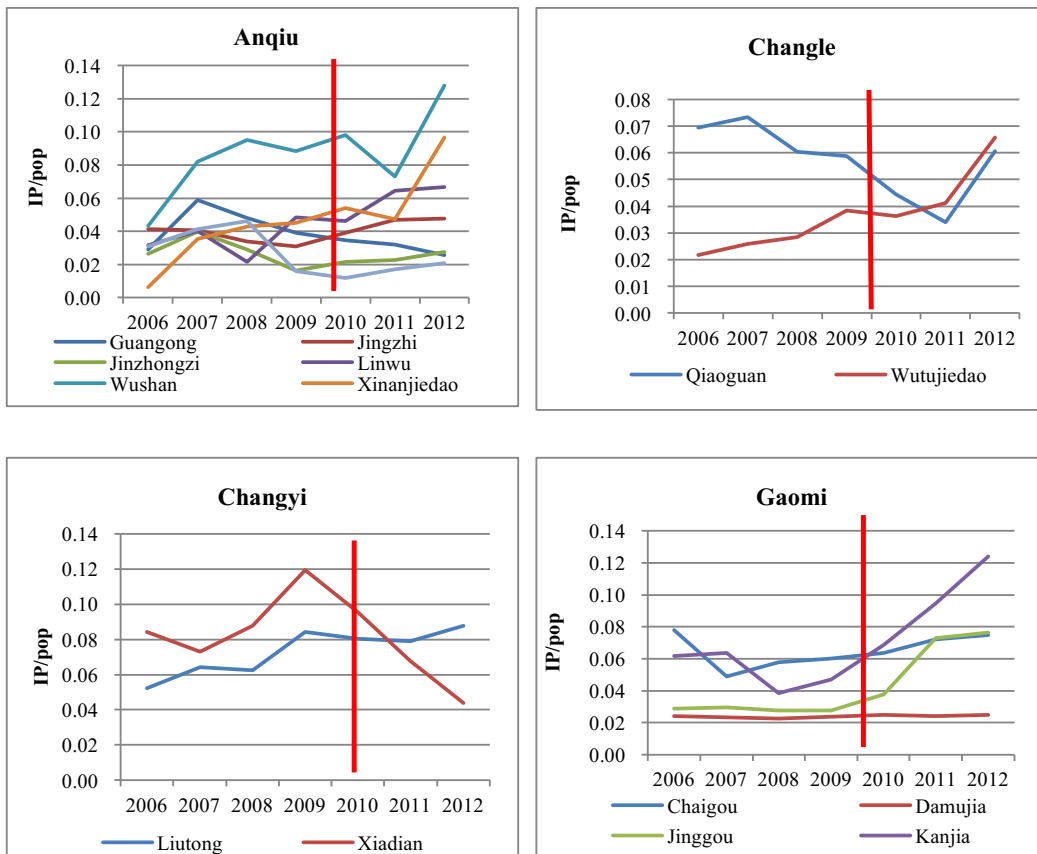 Anqiu
0.14
0.12
0.10
0.08
0.06
0.04
0.02
0.00
IP/pop
2006 2007 2008 2009 2010 2011 2012
Guangong Jingzhi
Jinzhongzi Linwu
Wushan Xinanjiedao
Changle
0.08
0.07
0.06
0.05
0.04
0.03
0.02
0.01
0.00
IP/pop
2006 2007 2008 2009 2010 2011 2012
Qiaoguan Wutujiedao
Changyi
0.14
0.12
0.10
0.08
0.06
0.04
0.02
0.00
IP/pop
2006 2007 2008 2009 2010 2011 2012
Liutong Xiadian
Gaomi
0.14
0.12
0.10
0.08
0.06
0.04
0.02
0.00
IP/pop
2006 2007 2008 2009 2010 2011 2012
Chaigou Damujia
Jinggou Kanjia